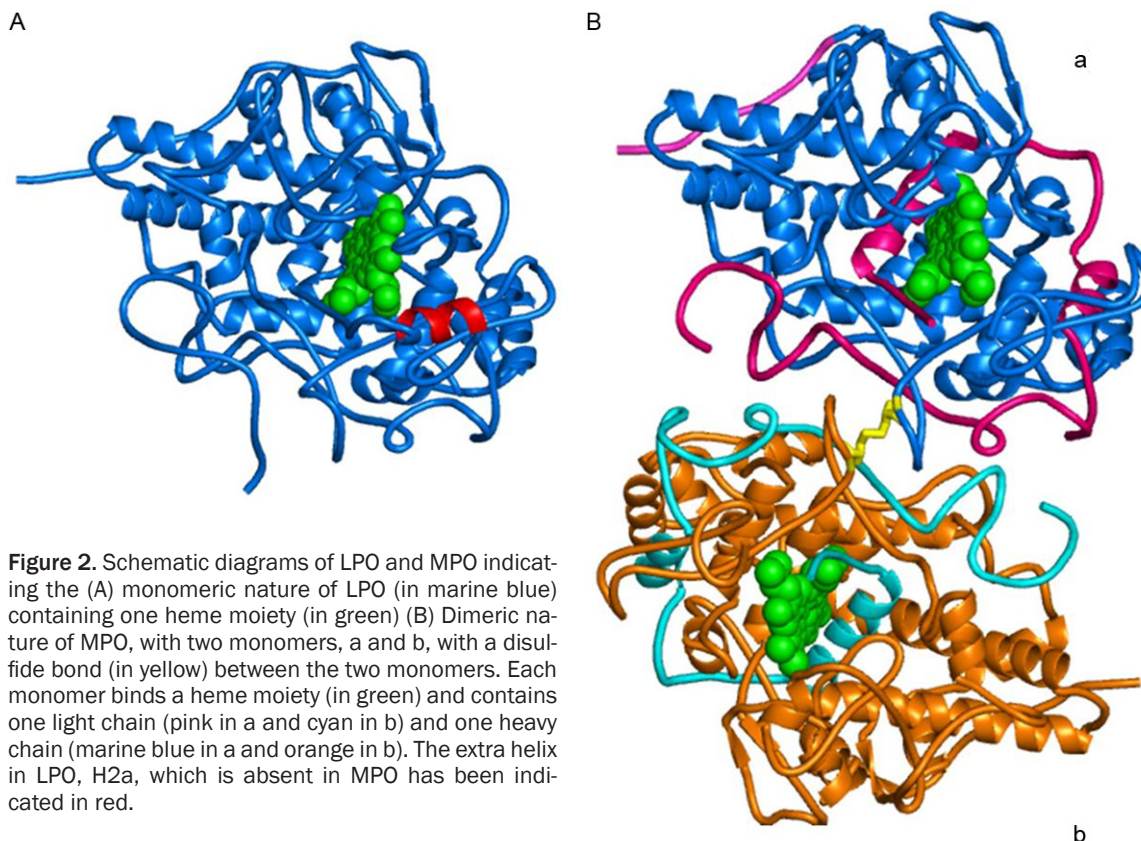 A
B
a
Figure 2. Schematic diagrams of LPO and MPO indicat-
ing the (A) monomeric nature of LPO (in marine blue)
containing one heme moiety (in green) (B) Dimeric na-
ture of MPO, with two monomers, a and b, with a disul-
fide bond (in yellow) between the two monomers. Each
monomer binds a heme moiety (in green) and contains
one light chain (pink in a and cyan in b) and one heavy
chain (marine blue in a and orange in b). The extra helix
in LPO, H2a, which is absent in MPO has been indi-
cated in red.
b